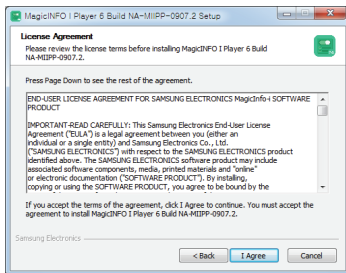 MagicINFO I Player 6 Build NA-MIIPP-0907.2 Setup
License Agreement
Please review the license terms before installing MagicINFO I Player 6 Build
NA-MIIPP-0907.2.
Press Page Down to see the rest of the agreement.
END-USER LICENSE AGREEMENT FOR SAMSUNG ELECTRONICS MagicInfo-i SOFTWARE
PRODUCT
IMPORTANT-READ CAREFULLY: This Samsung Electronics End-User License
Agreement ("EULA") is a legal agreement between you (either an
individual or a single entity) and Samsung Electronics Co., Ltd.
("SAMSUNG ELECTRONICS") with respect to the SAMSUNG ELECTRONICS product
identified above. The SAMSUNG ELECTRONICS software product may include
associated software components, media, printed materials and "online"
or electronic documentation ("SOFTWARE PRODUCT"). By installing,
copying or using the SOFTWARE PRODUCT, you agree to be bound by the
If you accept the terms of the agreement, click I Agree to continue. You must accept the
agreement to install MagicINFO I Player 6 Build NA-MIIPP-0907.2.
Samsung Electronics
< Back
I Agree
Cancel